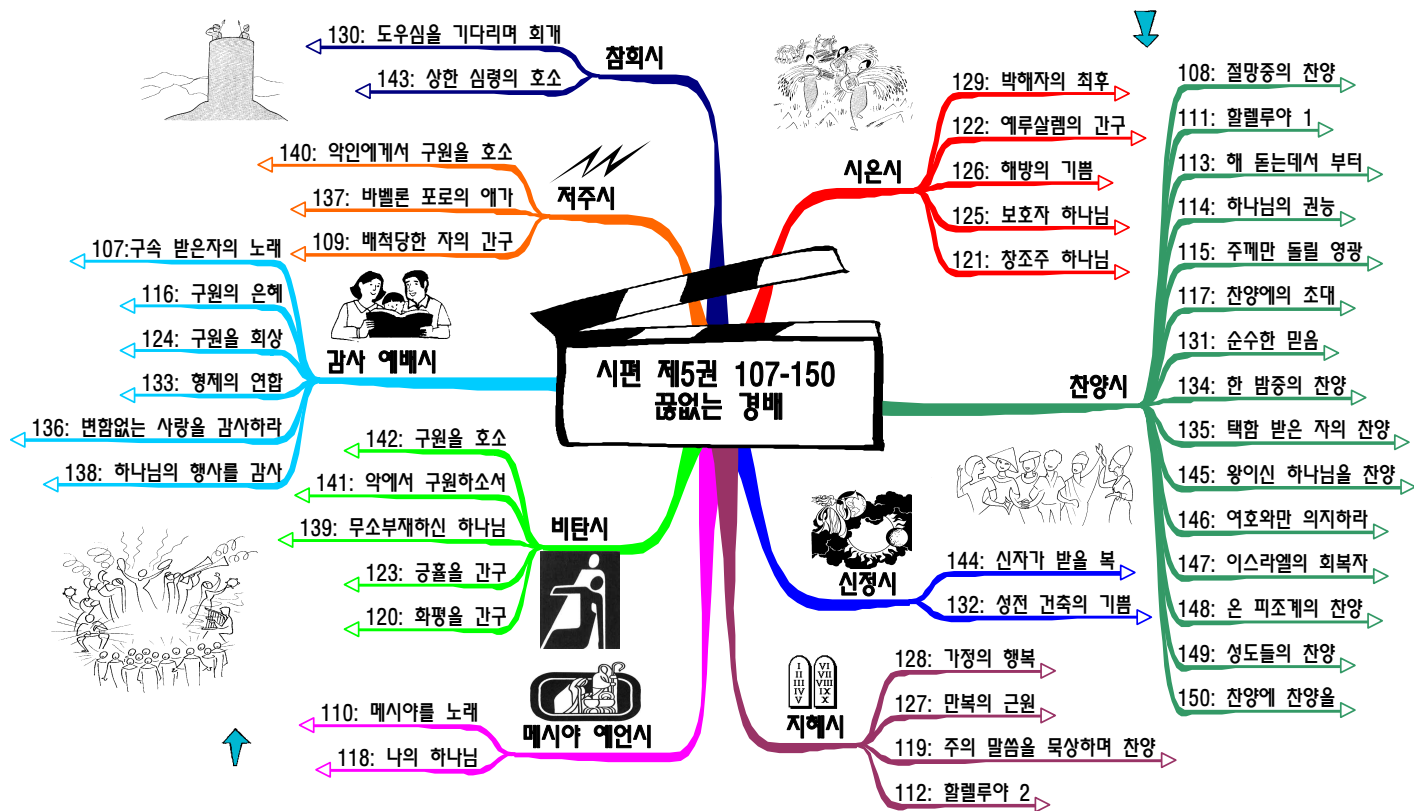 시편 제5권 107-150
끊없는 경배
참회시
130: 도우심을 기다리며 회개
143: 상한 심령의 호소
저주시
140: 악인에게서 구원을 호소
137: 바벨론 포로의 애가
109: 배척당한 자의 간구
감사 예배시
107:구속 받은자의 노래
116: 구원의 은혜
124: 구원을 회상
133: 형제의 연합
136: 변함없는 사랑을 감사하라
138: 하나님의 행사를 감사
비탄시
142: 구원을 호소
141: 악에서 구원하소서
139: 무소부재하신 하나님
123: 긍휼을 간구
120: 화평을 간구
메시야 예언시
110: 메시야를 노래
118: 나의 하나님
시온시
129: 박해자의 최후
122: 예루살렘의 간구
126: 해방의 기쁨
125: 보호자 하나님
121: 창조주 하나님
찬양시
108: 절망중의 찬양
111: 할렐루야 1
113: 해 돋는데서 부터
114: 하나님의 권능
115: 주께만 돌릴 영광
117: 찬양에의 초대
131: 순수한 믿음
134: 한 밤중의 찬양
135: 택함 받은 자의 찬양
145: 왕이신 하나님을 찬양
146: 여호와만 의지하라
147: 이스라엘의 회복자
148: 온 피조계의 찬양
149: 성도들의 찬양
150: 찬양에 찬양을
신정시
144: 신자가 받을 복
132: 성전 건축의 기쁨
지혜시
I VI
II VII
III VIII
IV IX
V X
128: 가정의 행복
127: 만복의 근원
119: 주의 말씀을 묵상하며 찬양
112: 할렐루야 2